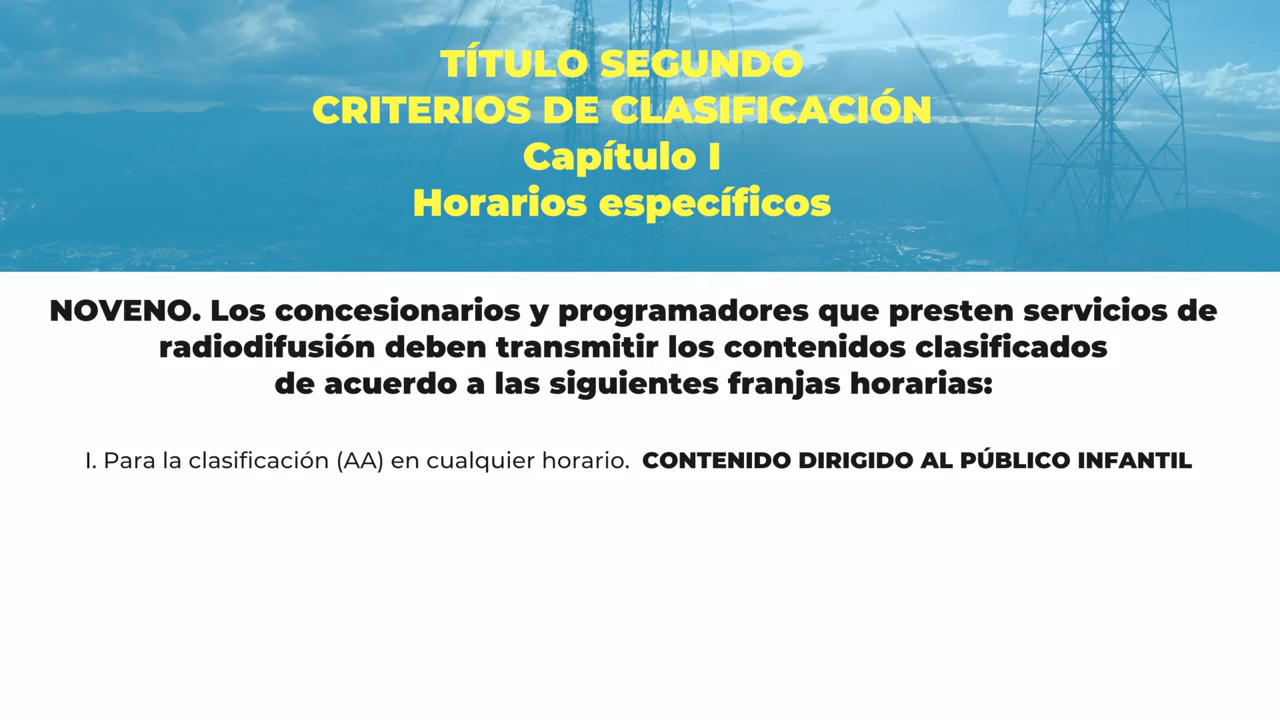 TÍTULO SEGUNDO
CRITERIOS DE CLASIFICACIÓN
Capítulo I
Horarios específicos
NOVENO. Los concesionarios y programadores que presten servicios de
radiodifusión deben transmitir los contenidos clasificados
de acuerdo a las siguientes franjas horarias:
I. Para la clasificación (AA) en cualquier horario. CONTENIDO DIRIGIDO AL PÚBLICO INFANTIL